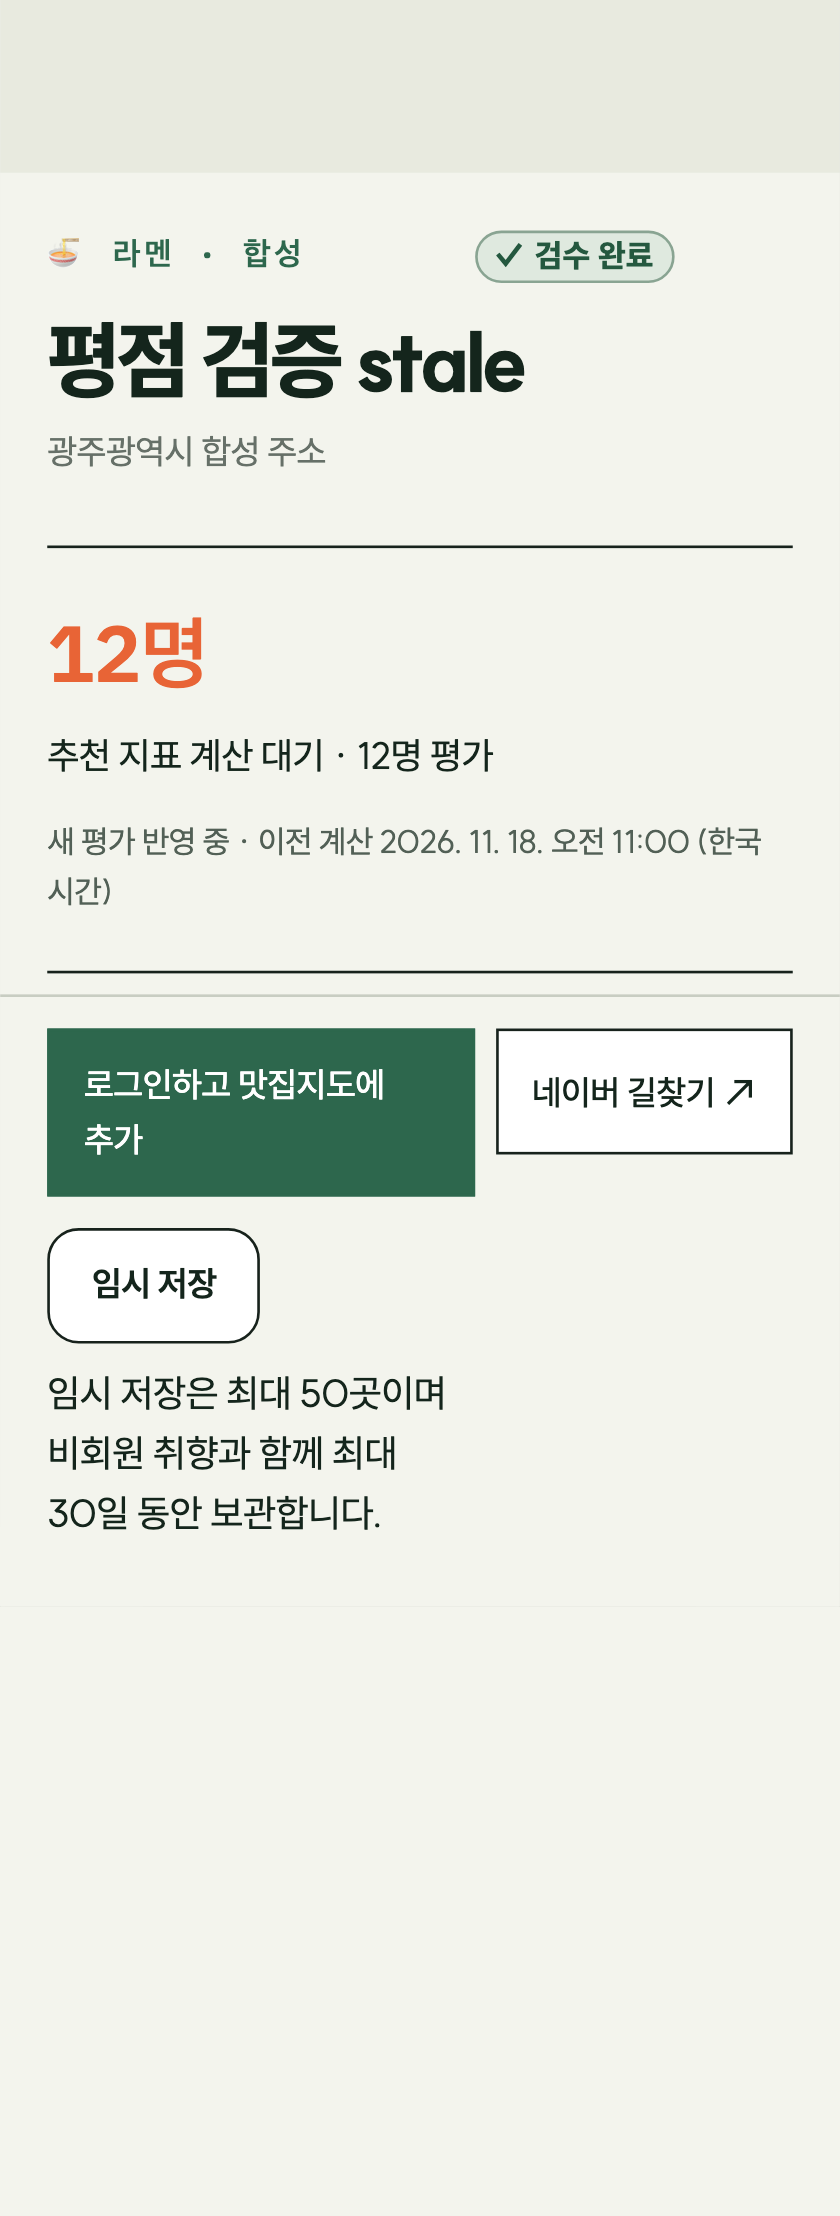 라멘 · 합성
✓ 검수 완료
평점 검증 stale
광주광역시 합성 주소
12명
추천 지표 계산 대기 · 12명 평가
새 평가 반영 중 · 이전 계산 2026. 11. 18. 오전 11:00 (한국
시간)
로그인하고 맛집지도에
추가
네이버 길찾기 ↗
임시 저장
임시 저장은 최대 50곳이며
비회원 취향과 함께 최대
30일 동안 보관합니다.